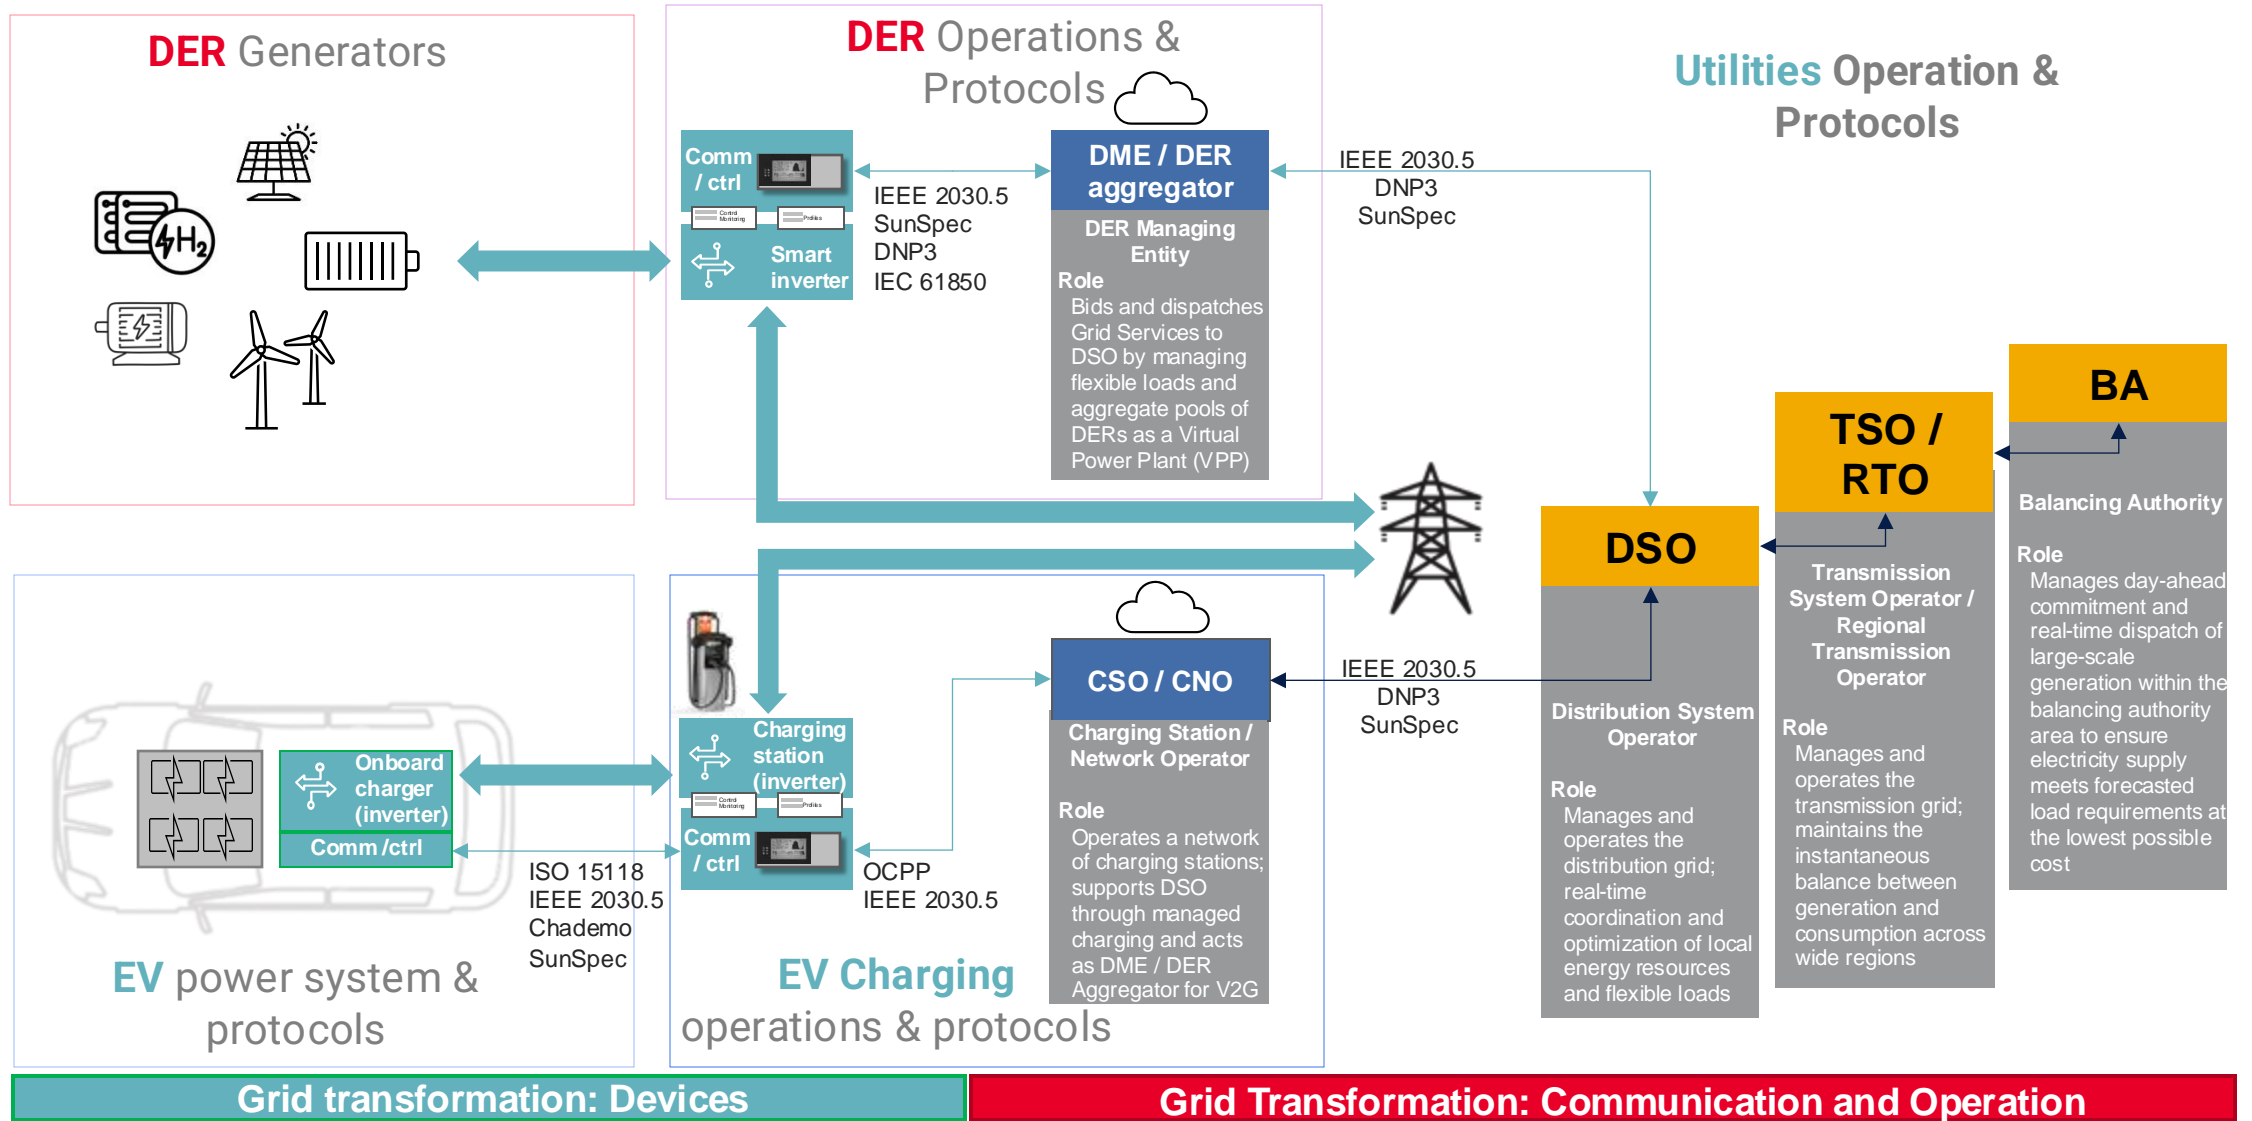 DER Generators
DER Operations &
Protocols
Utilities Operation &
Protocols
Comm
/ ctrl
Control
Monitoring
Profiles
Smart
inverter
IEEE 2030.5
SunSpec
DNP3
IEC 61850
DME / DER
aggregator
DER Managing
Entity
Role
Bids and dispatches
Grid Services to
DSO by managing
flexible loads and
aggregate pools of
DERs as a Virtual
Power Plant (VPP)
IEEE 2030.5
DNP3
SunSpec
H2
BA
Balancing Authority
Role
Manages day-ahead
commitment and
real-time dispatch of
large-scale
generation within the
balancing authority
area to ensure
electricity supply
meets forecasted
load requirements at
the lowest possible
cost
TSO /
RTO
Transmission
System Operator /
Regional
Transmission
Operator
Role
Manages and
operates the
transmission grid;
maintains the
instantaneous
balance between
generation and
consumption across
wide regions
DSO
Distribution System
Operator
Role
Manages and
operates the
distribution grid;
real-time
coordination and
optimization of local
energy resources
and flexible loads
Onboard
charger
(inverter)
Comm /ctrl
ISO 15118
IEEE 2030.5
Chademo
SunSpec
EV power system &
protocols
Charging
station
(inverter)
Control
Monitoring
Profiles
Comm
/ ctrl
OCPP
IEEE 2030.5
CSO / CNO
Charging Station /
Network Operator
Role
Operates a network
of charging stations;
supports DSO
through managed
charging and acts
as DME / DER
Aggregator for V2G
IEEE 2030.5
DNP3
SunSpec
EV Charging
operations & protocols
Grid transformation: Devices
Grid Transformation: Communication and Operation